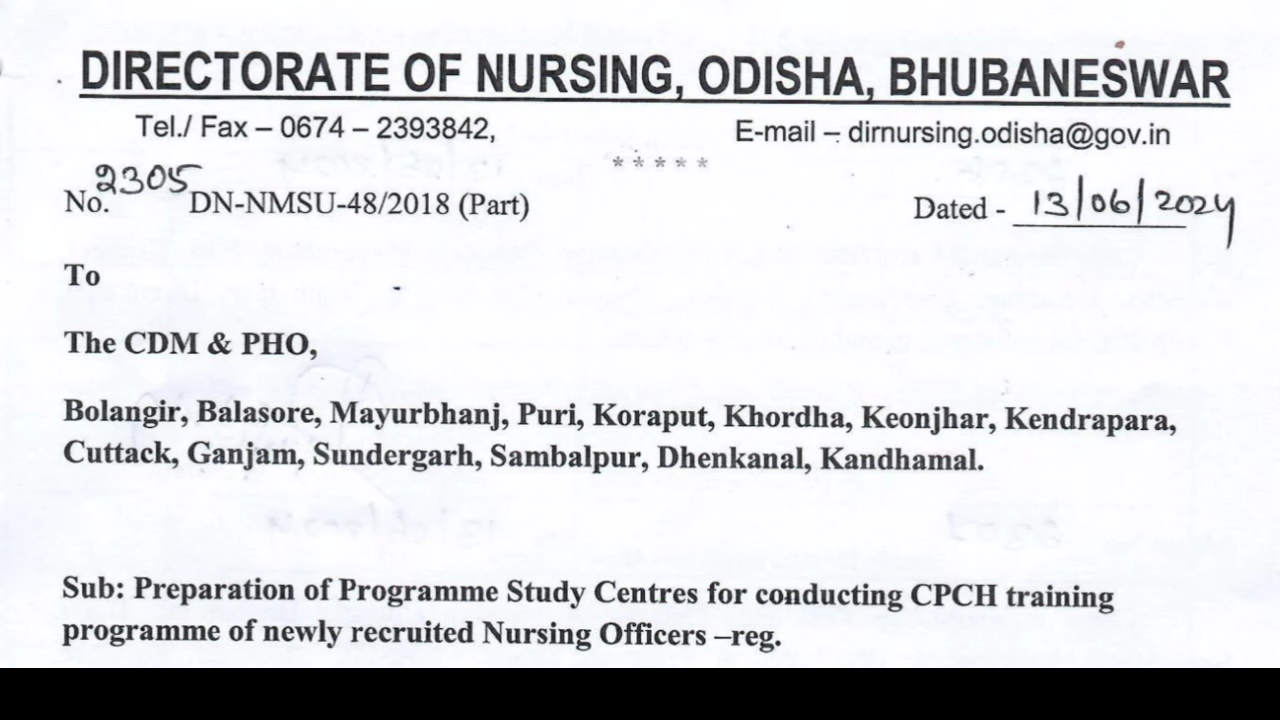 DIRECTORATE OF NURSING, ODISHA, BHUBANESWAR
Tel./ Fax – 0674 – 2393842, E-mail – dirnursing.odisha@gov.in
* * * * *
No. 2305 DN-NMSU-48/2018 (Part) Dated - 13/06/2024
To
The CDM & PHO,
Bolangir, Balasore, Mayurbhanj, Puri, Koraput, Khordha, Keonjhar, Kendrapara,
Cuttack, Ganjam, Sundergarh, Sambalpur, Dhenkanal, Kandhamal.
Sub: Preparation of Programme Study Centres for conducting CPCH training
programme of newly recruited Nursing Officers –reg.